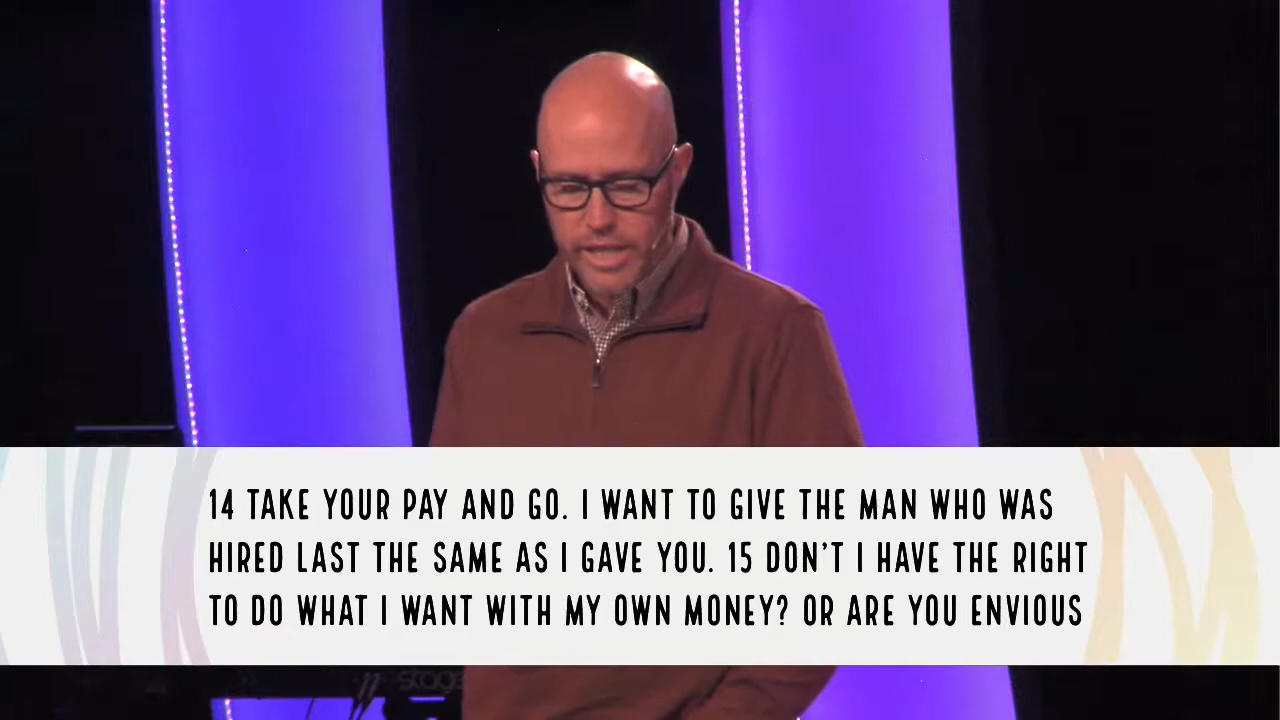 14 TAKE YOUR PAY AND GO. I WANT TO GIVE THE MAN WHO WAS
HIRED LAST THE SAME AS I GAVE YOU. 15 DON'T I HAVE THE RIGHT
TO DO WHAT I WANT WITH MY OWN MONEY? OR ARE YOU ENVIOUS
stage